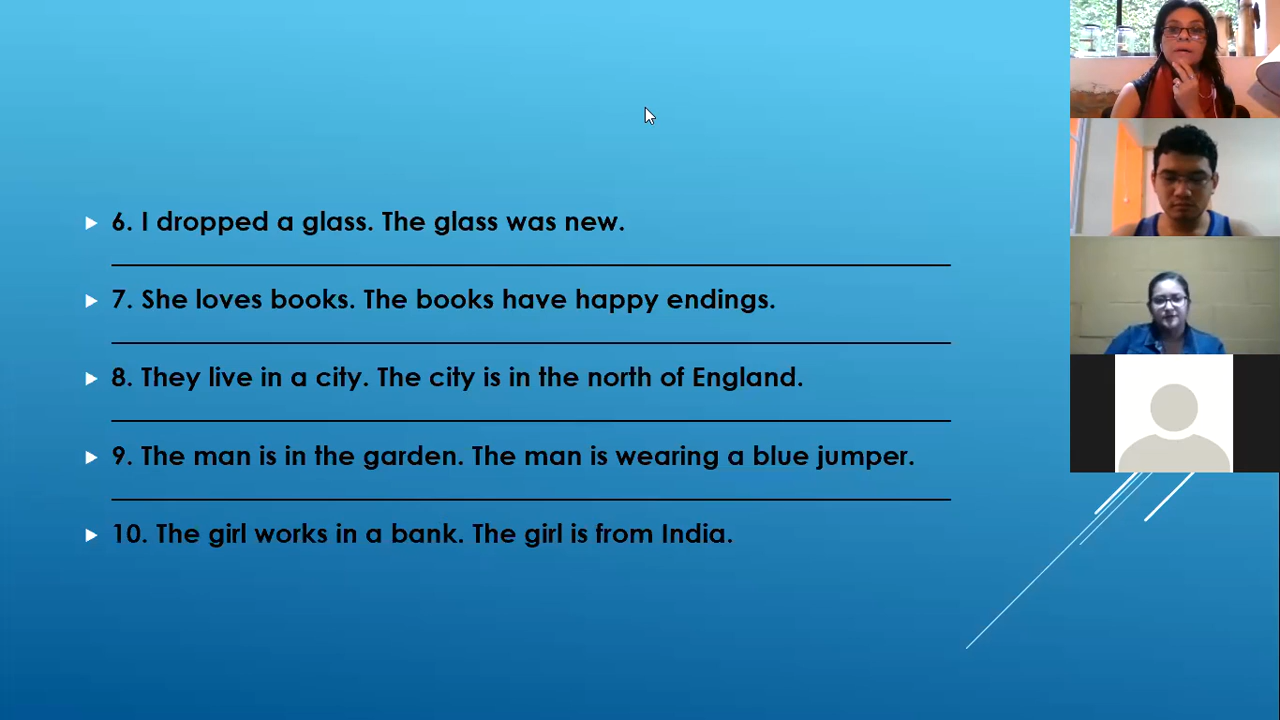 6. I dropped a glass. The glass was new.
7. She loves books. The books have happy endings.
8. They live in a city. The city is in the north of England.
9. The man is in the garden. The man is wearing a blue jumper.
10. The girl works in a bank. The girl is from India.